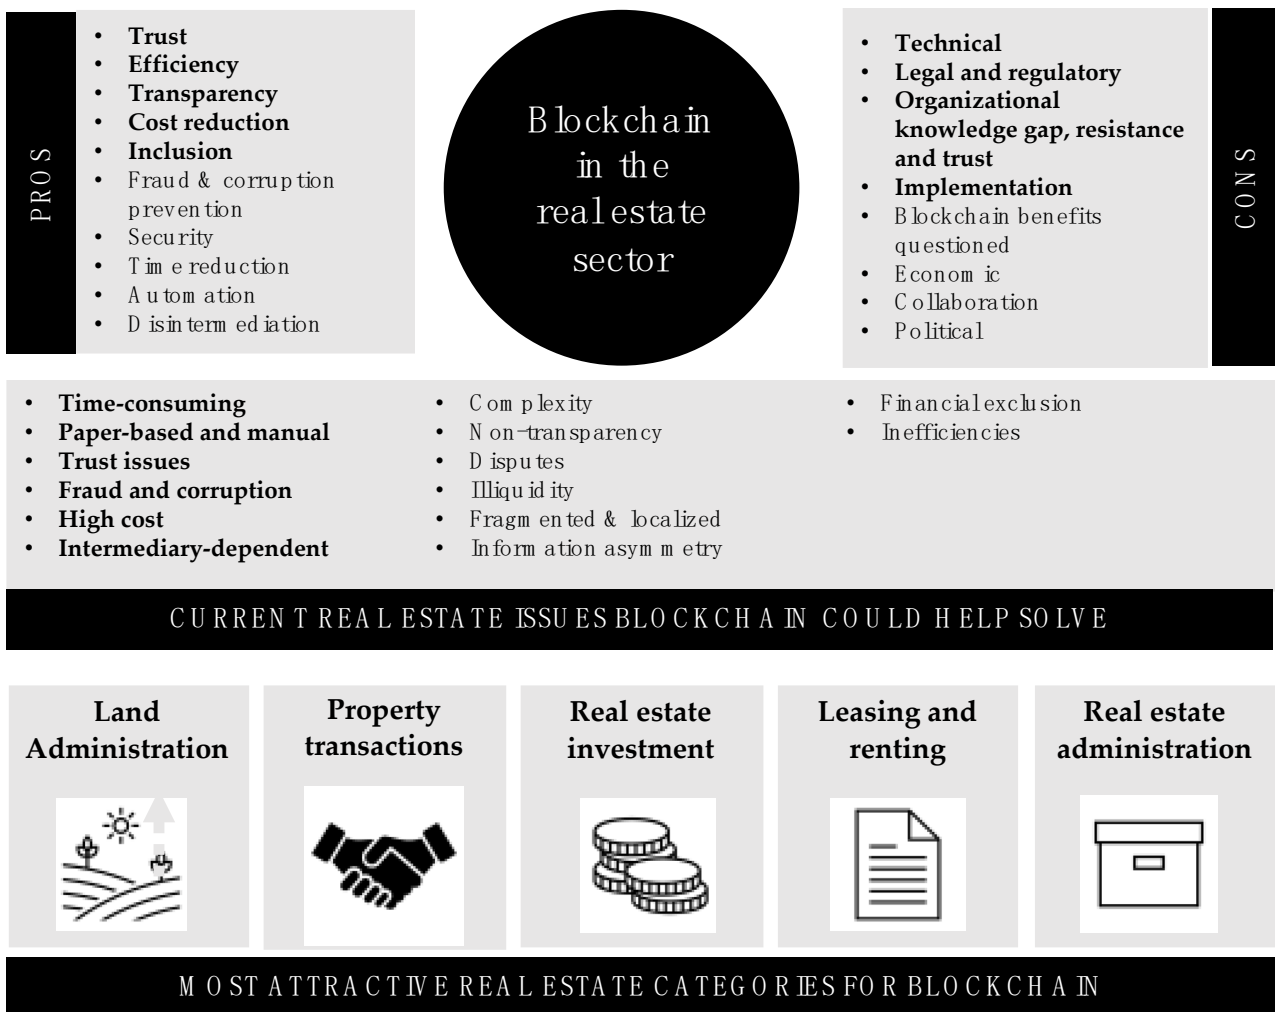 PROS
• Trust
• Efficiency
• Transparency
• Cost reduction
• Inclusion
• Fraud & corruption
prevention
• Security
• Time reduction
• Automation
• Disintermediation
Blockchain
in the
real estate
sector
• Technical
• Legal and regulatory
• Organizational
knowledge gap, resistance
and trust
• Implementation
• Blockchain benefits
questioned
• Economic
• Collaboration
• Political
CONS
• Time-consuming
• Paper-based and manual
• Trust issues
• Fraud and corruption
• High cost
• Intermediary-dependent
• Complexity
• Non-transparency
• Disputes
• Illiquidity
• Fragmented & localized
• Information asymmetry
• Financial exclusion
• Inefficiencies
CURRENT REAL ESTATE ISSUES BLOCKCHAIN COULD HELP SOLVE
Land
Administration
Property
transactions
Real estate
investment
Leasing and
renting
Real estate
administration
MOST ATTRACTIVE REAL ESTATE CATEGORIES FOR BLOCKCHAIN